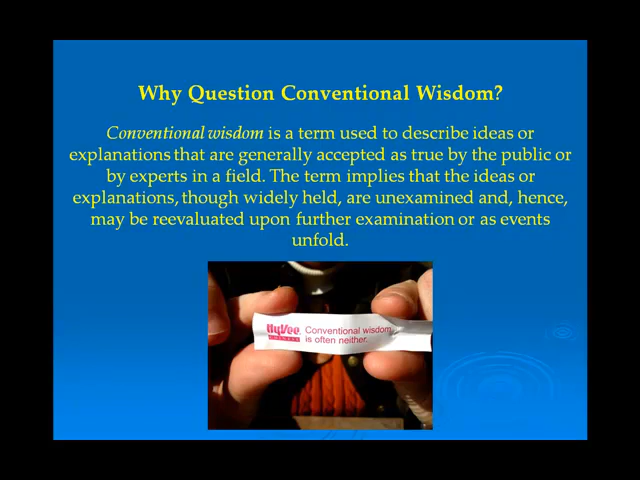 Why Question Conventional Wisdom?
Conventional wisdom is a term used to describe ideas or
explanations that are generally accepted as true by the public or
by experts in a field. The term implies that the ideas or
explanations, though widely held, are unexamined and, hence,
may be reevaluated upon further examination or as events
unfold.
HyVee
CHINESE
Conventional wisdom
is often neither.